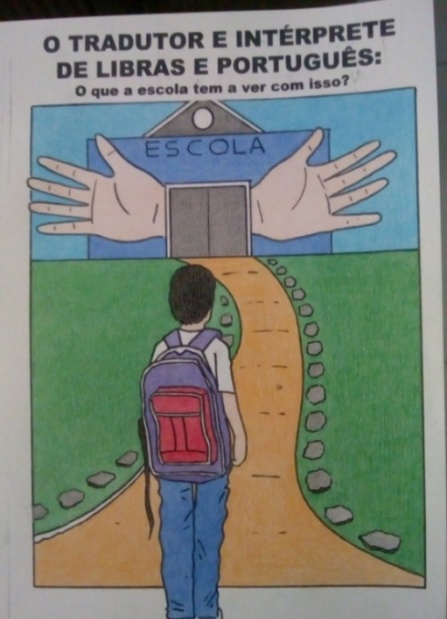 O TRADUTOR E INTÉRPRETE
DE LIBRAS E PORTUGUÊS:
O que a escola tem a ver com isso?
ESCOLA